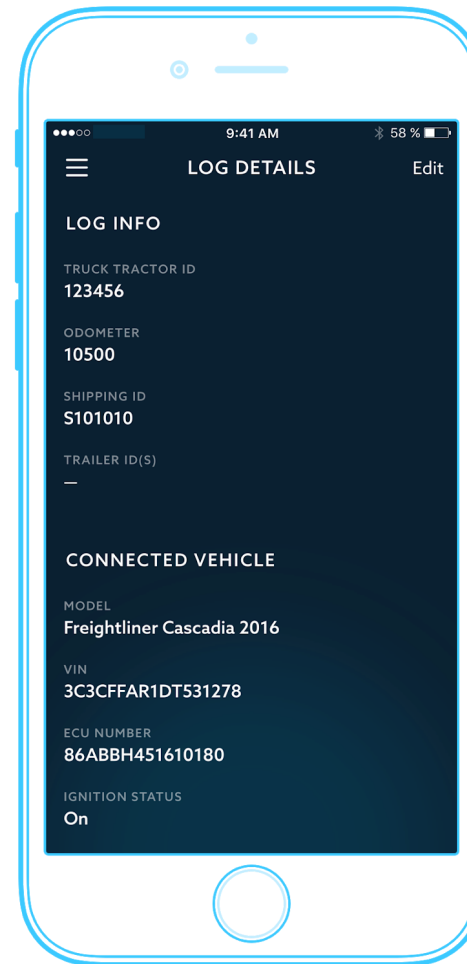 9:41 AM
58 %
LOG DETAILS
Edit
LOG INFO
TRUCK TRACTOR ID
123456
ODOMETER
10500
SHIPPING ID
S101010
TRAILER ID(S)
—
CONNECTED VEHICLE
MODEL
Freightliner Cascadia 2016
VIN
3C3CFFAR1DT531278
ECU NUMBER
86ABBH451610180
IGNITION STATUS
On